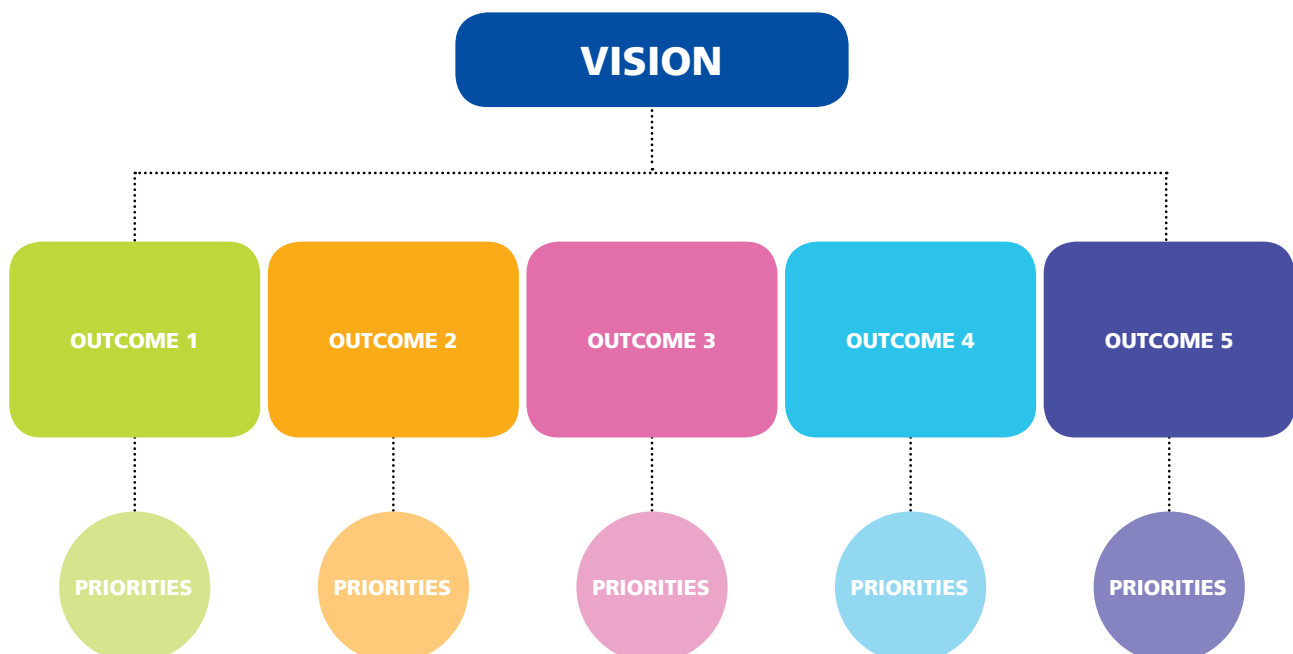 VISION
OUTCOME 1
OUTCOME 2
OUTCOME 3
OUTCOME 4
OUTCOME 5
PRIORITIES
PRIORITIES
PRIORITIES
PRIORITIES
PRIORITIES